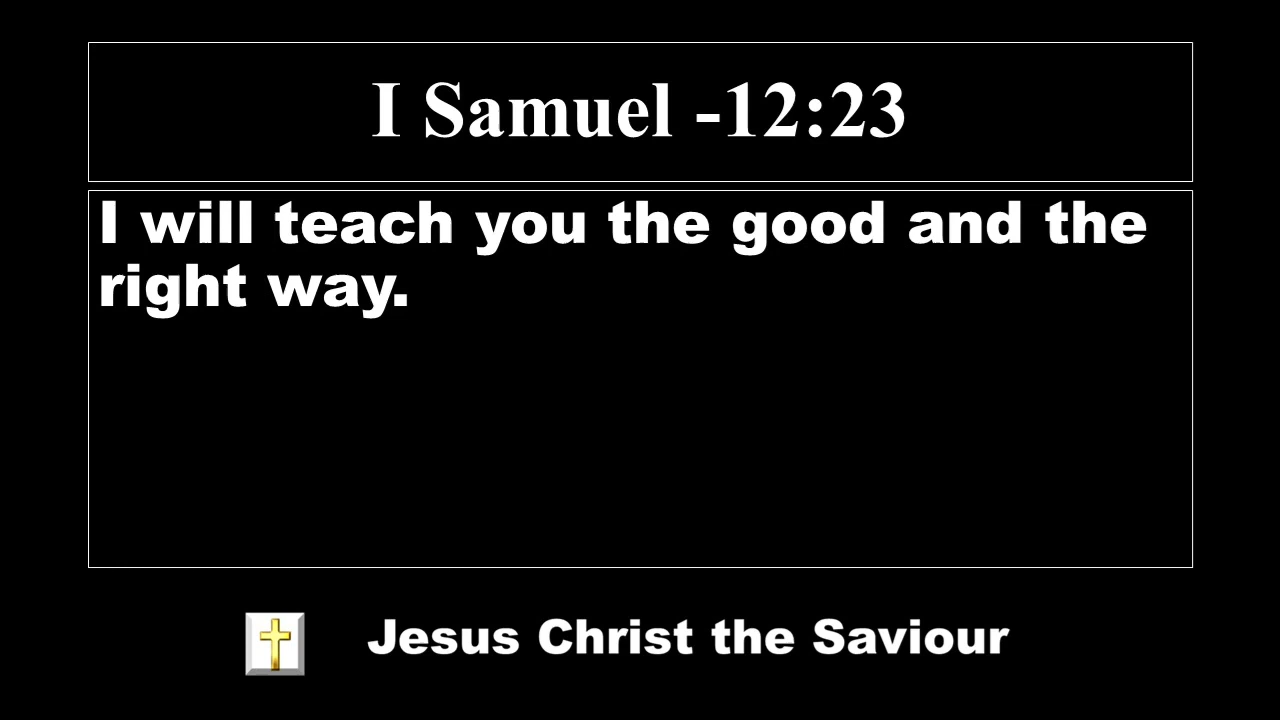 I Samuel -12:23
I will teach you the good and the
right way.
Jesus Christ the Saviour